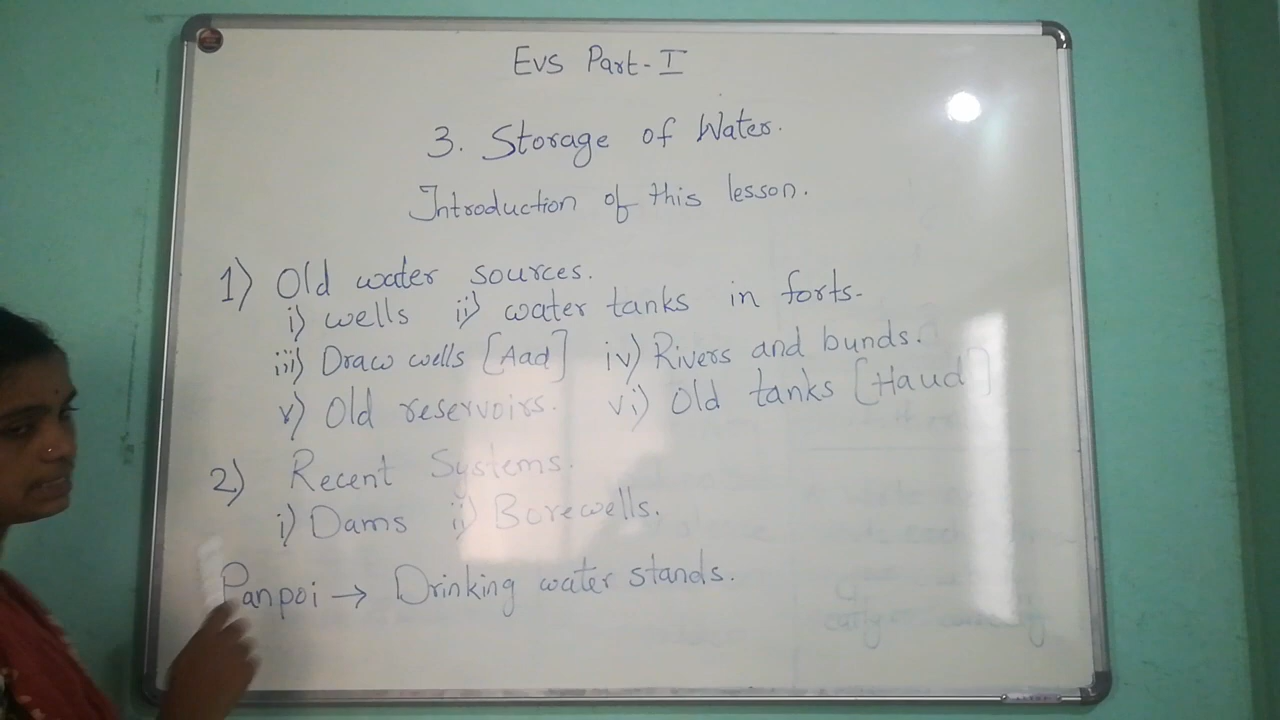 Evs Part-I
3. Storage of Water.
Introduction of this lesson.
1) Old water sources.
i) wells ii) water tanks in forts.
iii) Draw wells [Aad] iv) Rivers and bunds.
v) Old reservoirs. vi) Old tanks [Haud]
2) Recent Systems.
i) Dams ii) Borewells.
Panpoi → Drinking water stands.